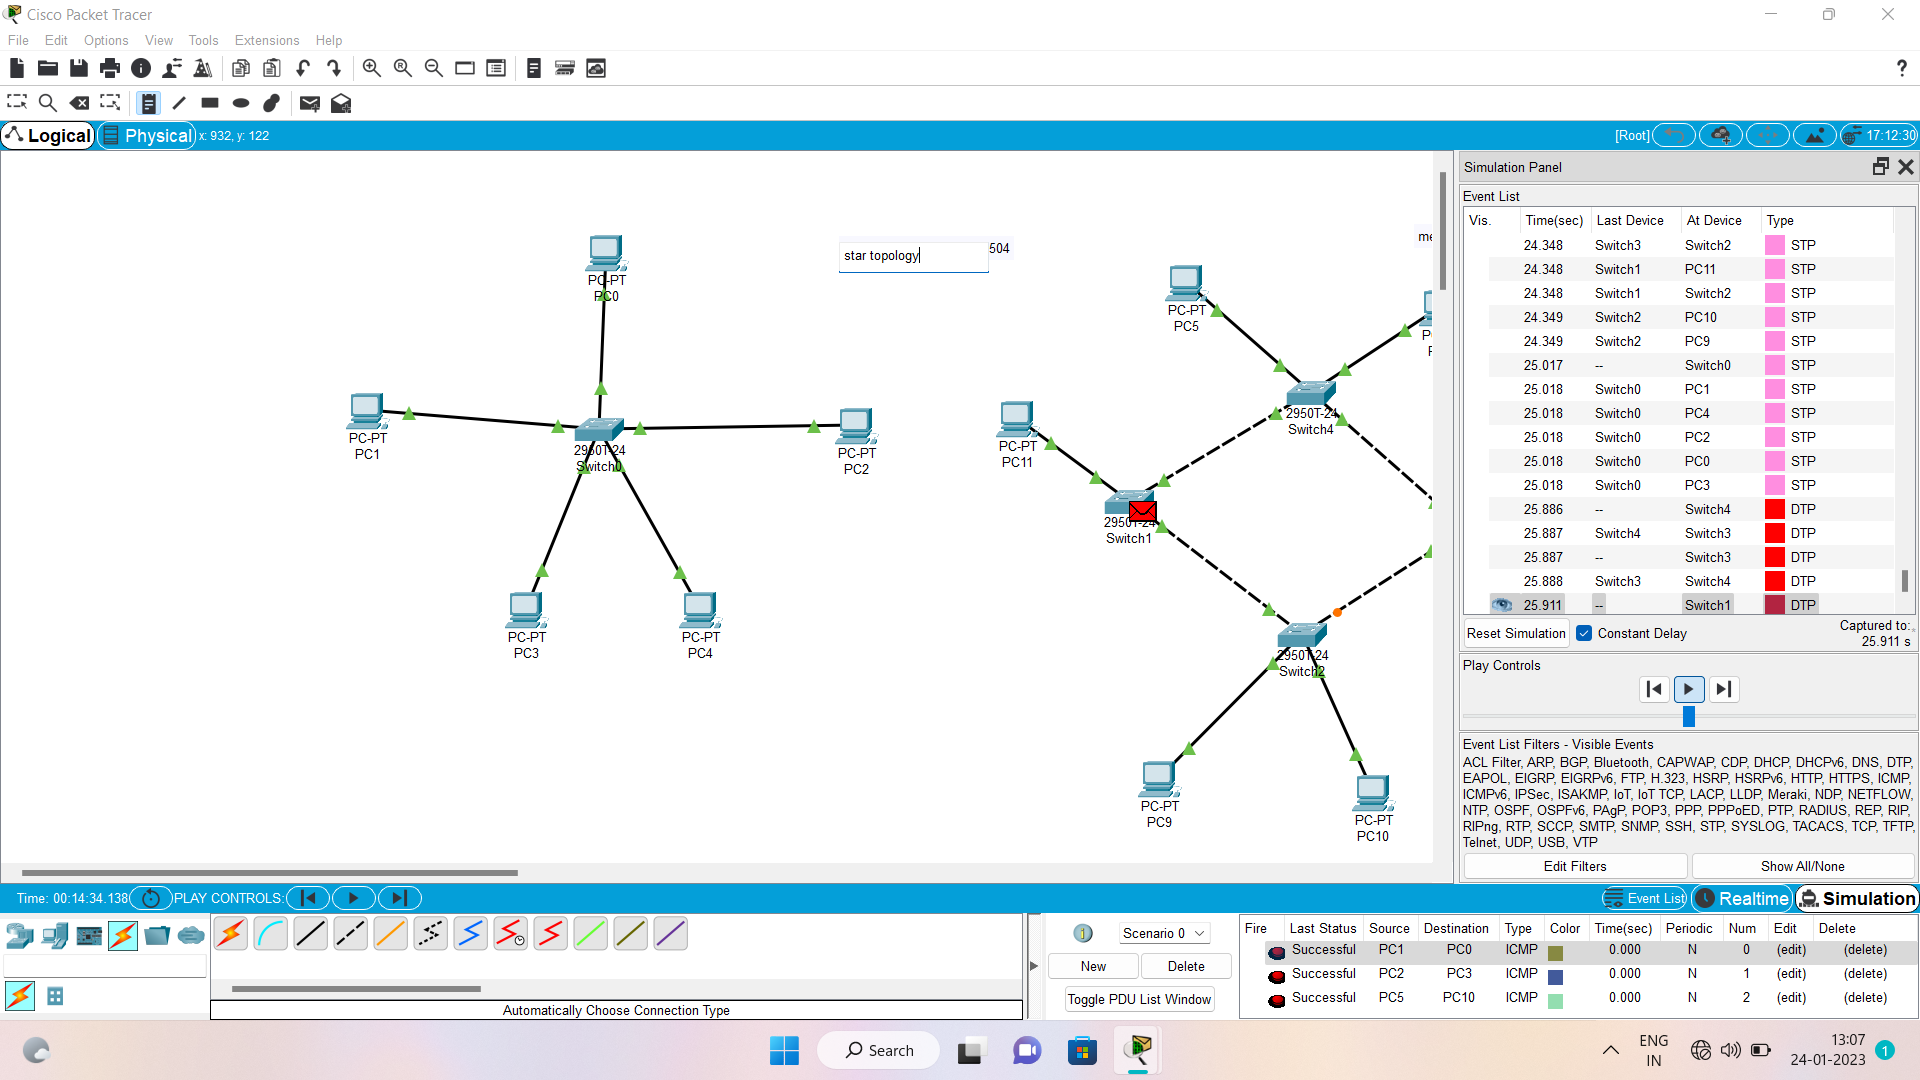 Cisco Packet Tracer
File Edit Options View Tools Extensions Help
Logical Physical x: 932, y: 122 [Root] 17:12:30
PC-PT
PC0
star topology
504
me
PC-PT
PC5
PC-PT
PC1
2950T-24
Switch0
PC-PT
PC2
PC-PT
PC11
2950T-24
Switch4
2950T-24
Switch1
PC-PT
PC3
PC-PT
PC4
2950T-24
Switch2
PC-PT
PC9
PC-PT
PC10
Simulation Panel
Event List
Vis. Time(sec) Last Device At Device Type
24.348 Switch3 Switch2 STP
24.348 Switch1 PC11 STP
24.348 Switch1 Switch2 STP
24.349 Switch2 PC10 STP
24.349 Switch2 PC9 STP
25.017 -- Switch0 STP
25.018 Switch0 PC1 STP
25.018 Switch0 PC4 STP
25.018 Switch0 PC2 STP
25.018 Switch0 PC0 STP
25.018 Switch0 PC3 STP
25.886 -- Switch4 DTP
25.887 Switch4 Switch3 DTP
25.887 -- Switch3 DTP
25.888 Switch3 Switch4 DTP
25.911 -- Switch1 DTP
Reset Simulation Constant Delay Captured to:
25.911 s
Play Controls
Event List Filters - Visible Events
ACL Filter, ARP, BGP, Bluetooth, CAPWAP, CDP, DHCP, DHCPv6, DNS, DTP,
EAPOL, EIGRP, EIGRPv6, FTP, H.323, HSRP, HSRPv6, HTTP, HTTPS, ICMP,
ICMPv6, IPSec, ISAKMP, IoT, IoT TCP, LACP, LLDP, Meraki, NDP, NETFLOW,
NTP, OSPF, OSPFv6, PAgP, POP3, PPP, PPPoED, PTP, RADIUS, REP, RIP,
RIPng, RTP, SCCP, SMTP, SNMP, SSH, STP, SYSLOG, TACACS, TCP, TFTP,
Telnet, UDP, USB, VTP
Edit Filters Show All/None
Time: 00:14:34.138 PLAY CONTROLS: Event List Realtime Simulation
Automatically Choose Connection Type
Scenario 0
New Delete
Toggle PDU List Window
Fire Last Status Source Destination Type Color Time(sec) Periodic Num Edit Delete
Successful PC1 PC0 ICMP 0.000 N 0 (edit) (delete)
Successful PC2 PC3 ICMP 0.000 N 1 (edit) (delete)
Successful PC5 PC10 ICMP 0.000 N 2 (edit) (delete)
Search
ENG
IN
13:07
24-01-2023
1